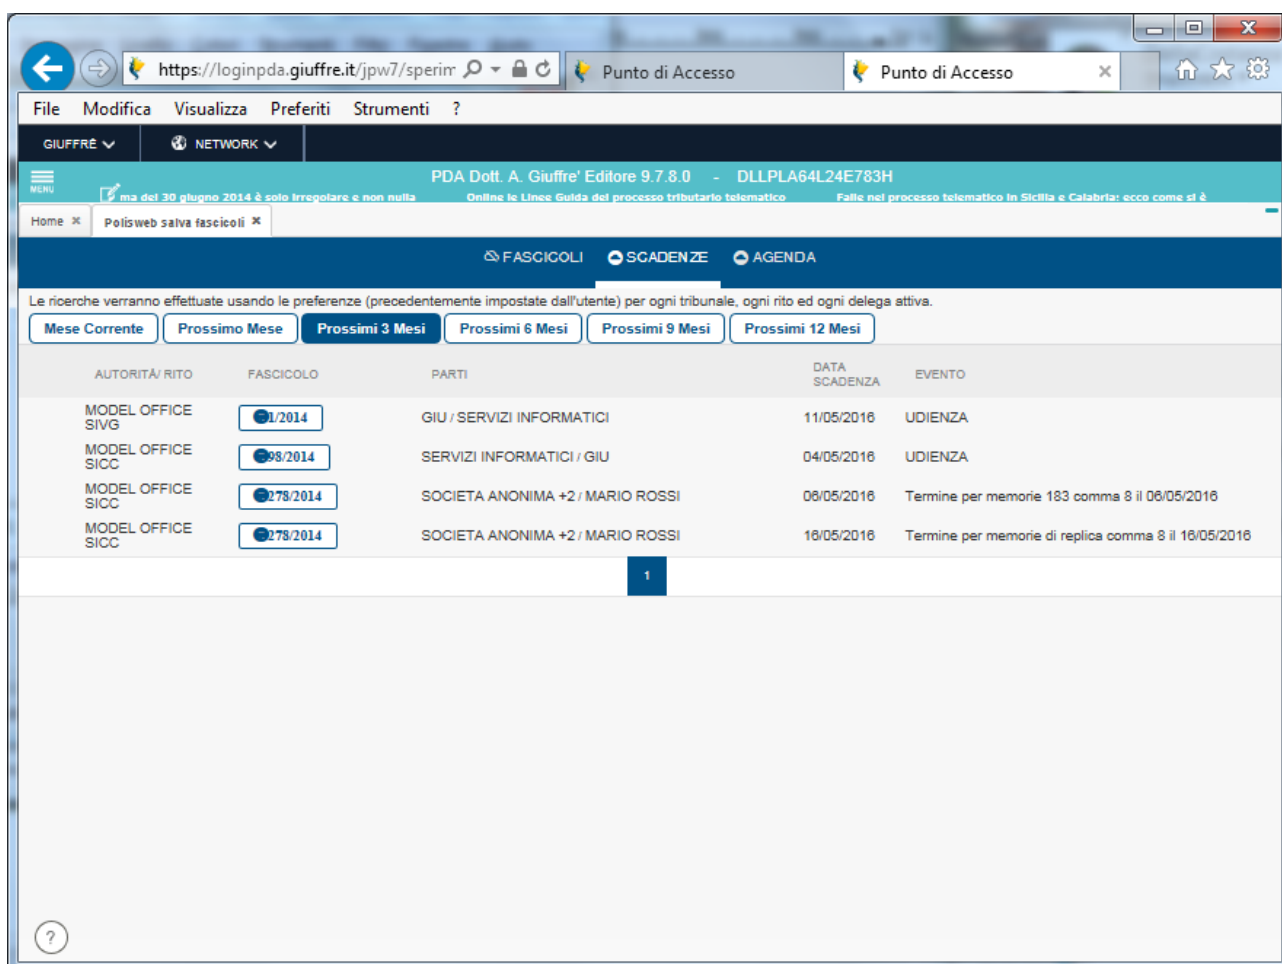 https://loginpda.giuffre.it/jpw7/sperim
Punto di Accesso
Punto di Accesso
File Modifica Visualizza Preferiti Strumenti ?
GIUFFRÈ NETWORK
PDA Dott. A. Giuffre' Editore 9.7.8.0 - DLLPLA64L24E783H
MENU
ma del 30 giugno 2014 è solo irregolare e non nulla Online le Linee Guida del processo tributario telematico Falle nel processo telematico in Sicilia e Calabria: ecco come si è
Home Polisweb salva fascicoli
FASCICOLI SCADENZE AGENDA
Le ricerche verranno effettuate usando le preferenze (precedentemente impostate dall'utente) per ogni tribunale, ogni rito ed ogni delega attiva.
Mese Corrente Prossimo Mese Prossimi 3 Mesi Prossimi 6 Mesi Prossimi 9 Mesi Prossimi 12 Mesi
AUTORITÀ/ RITO FASCICOLO PARTI DATA SCADENZA EVENTO
MODEL OFFICE SIVG 1/2014 GIU / SERVIZI INFORMATICI 11/05/2016 UDIENZA
MODEL OFFICE SICC 98/2014 SERVIZI INFORMATICI / GIU 04/05/2016 UDIENZA
MODEL OFFICE SICC 278/2014 SOCIETA ANONIMA +2 / MARIO ROSSI 06/05/2016 Termine per memorie 183 comma 8 il 06/05/2016
MODEL OFFICE SICC 278/2014 SOCIETA ANONIMA +2 / MARIO ROSSI 16/05/2016 Termine per memorie di replica comma 8 il 16/05/2016
1
?